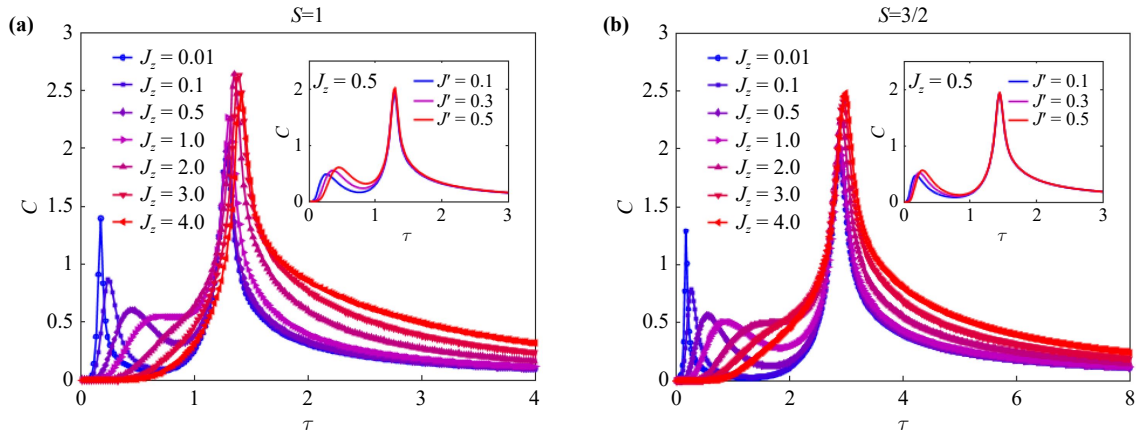 (a)
S=1
3
2.5
2
1.5
1
0.5
0
C
0 1 2 3 4
τ
J_z = 0.01
J_z = 0.1
J_z = 0.5
J_z = 1.0
J_z = 2.0
J_z = 3.0
J_z = 4.0
J_z = 0.5
J′ = 0.1
J′ = 0.3
J′ = 0.5
2
1
0
C
0 1 2 3
τ
(b)
S=3/2
3
2.5
2
1.5
1
0.5
0
C
0 2 4 6 8
τ
J_z = 0.01
J_z = 0.1
J_z = 0.5
J_z = 1.0
J_z = 2.0
J_z = 3.0
J_z = 4.0
J_z = 0.5
J′ = 0.1
J′ = 0.3
J′ = 0.5
2
1
0
C
0 1 2 3
τ